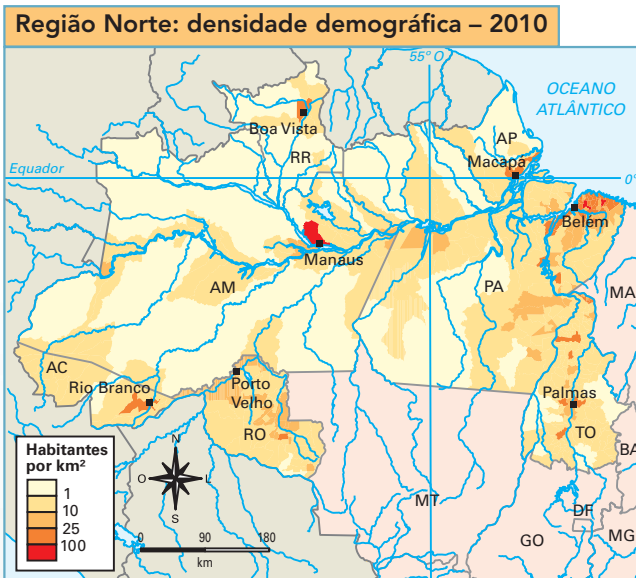 Região Norte: densidade demográfica – 2010
55° O
OCEANO
ATLÂNTICO
Boa Vista
RR
AP
Macapá
Equador
0°
Belém
Manaus
AM
PA
MA
AC
Rio Branco
Porto
Velho
RO
Palmas
TO
BA
MT
DF
GO
MG
Habitantes
por km²
1
10
25
100
N
O
L
S
0
90
180
km